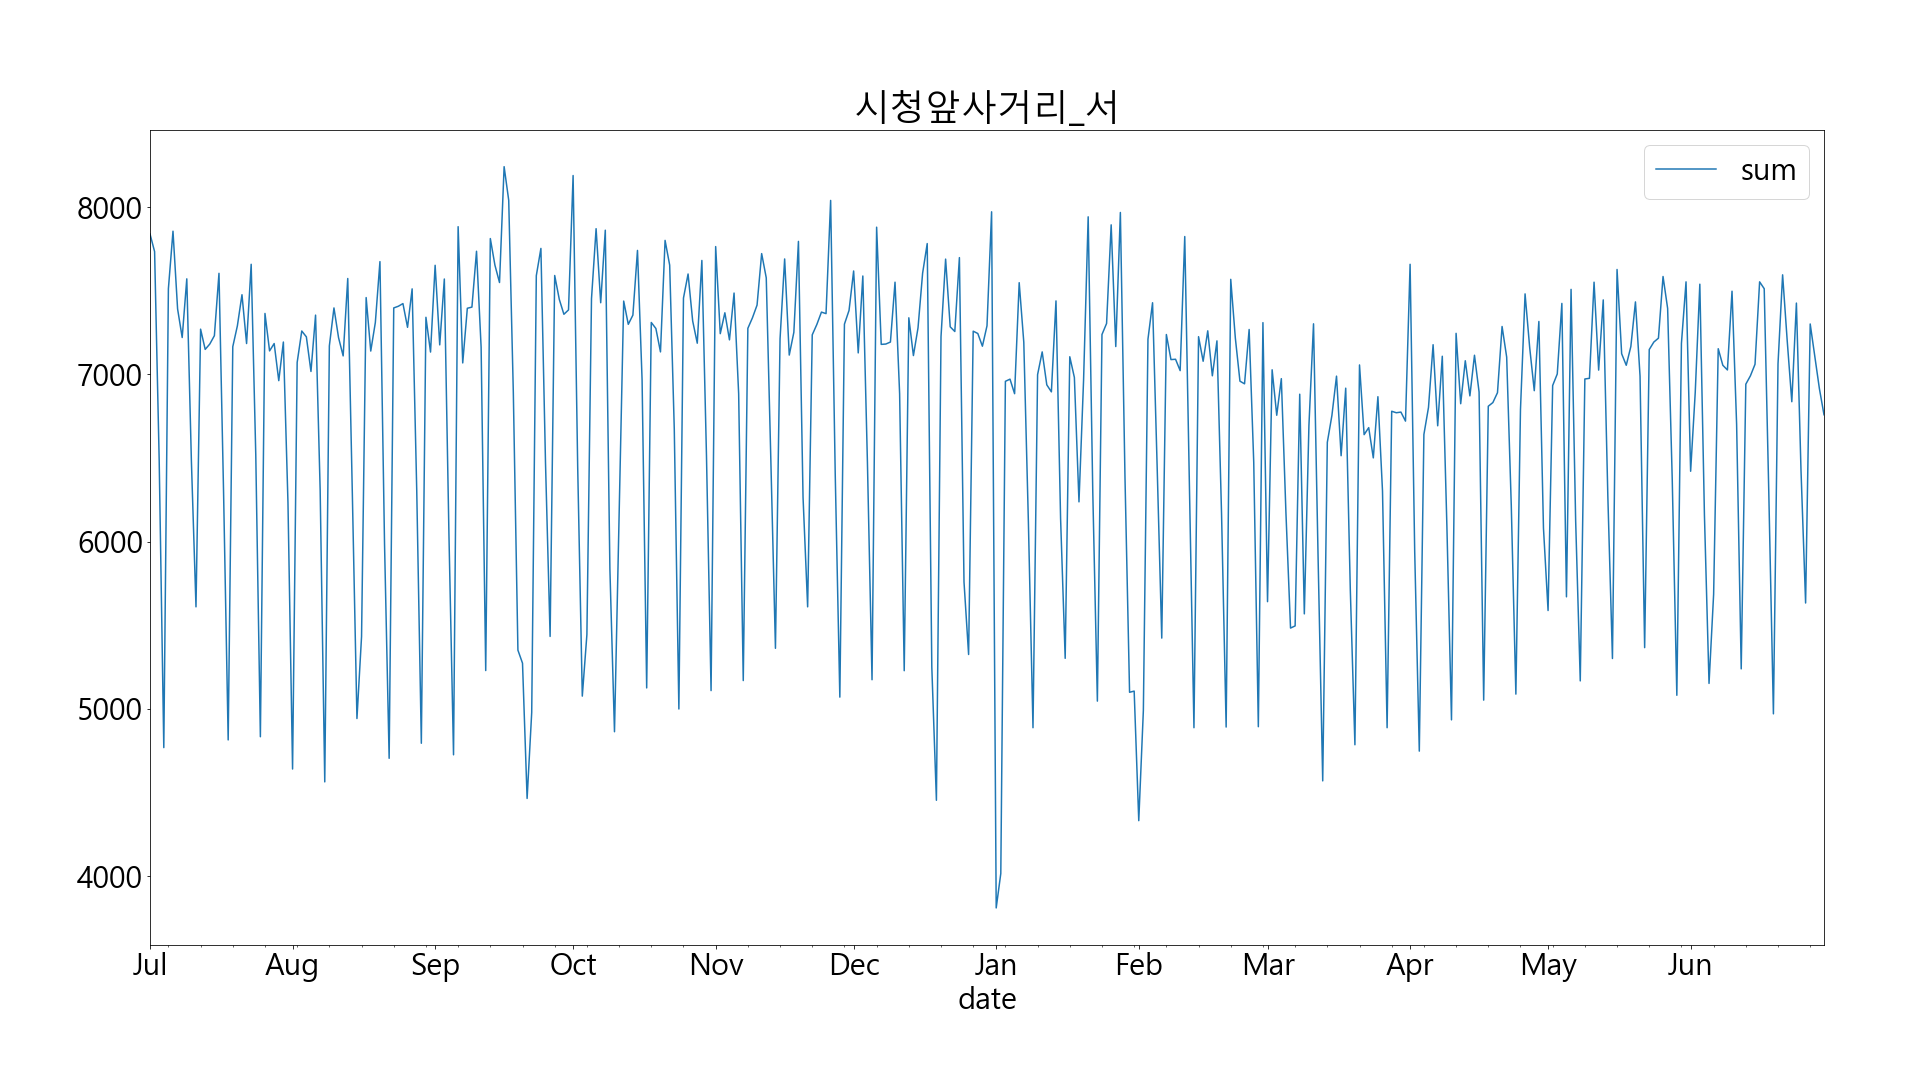 시청앞사거리_서
sum
8000
7000
6000
5000
4000
Jul Aug Sep Oct Nov Dec Jan Feb Mar Apr May Jun
date